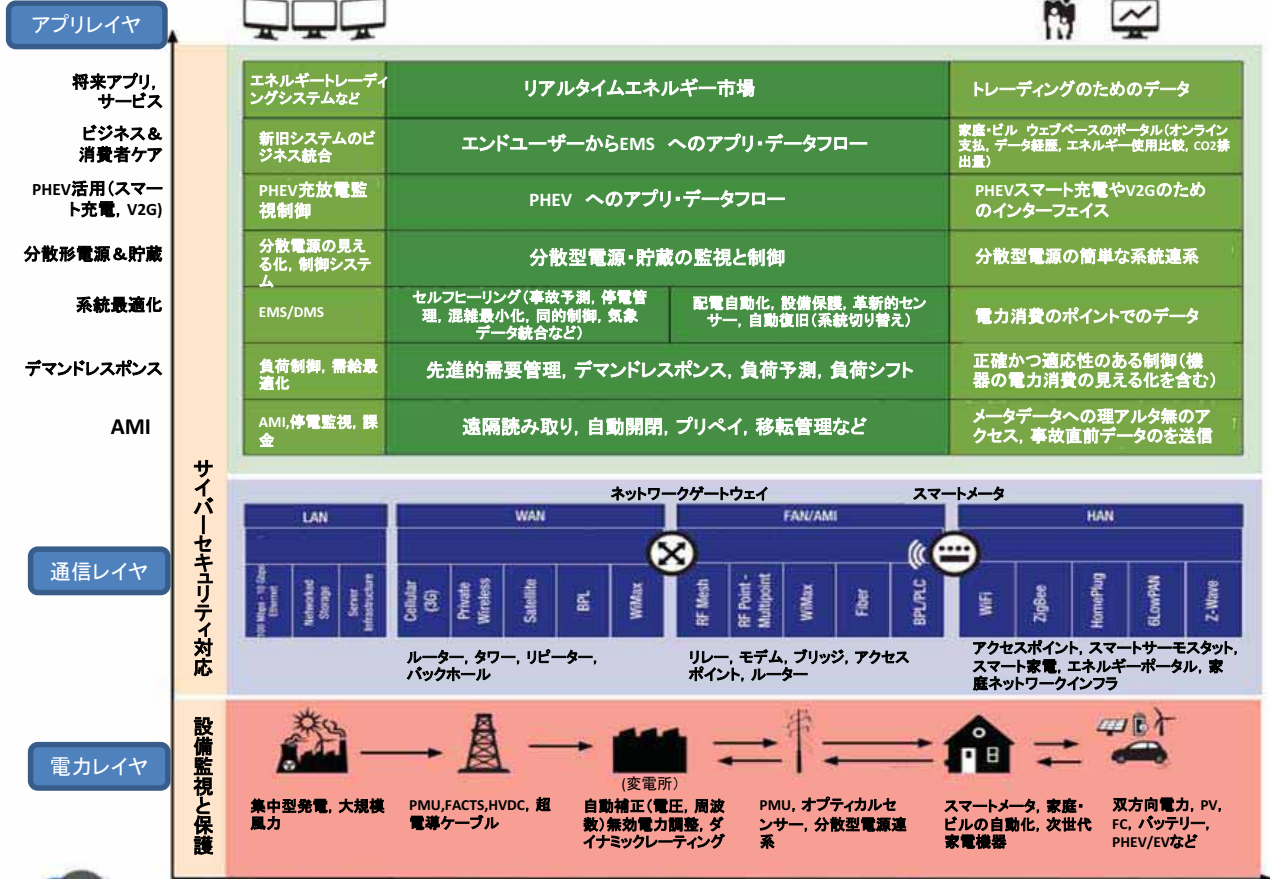 アプリレイヤ
将来アプリ,
サービス
エネルギートレーディ
ングシステムなど
リアルタイムエネルギー市場
トレーディングのためのデータ
ビジネス＆
消費者ケア
新旧システムのビ
ジネス統合
エンドユーザーからEMS へのアプリ・データフロー
家庭・ビル ウェブベースのポータル(オンライン
支払, データ経歴, エネルギー使用比較, CO2排
出量)
PHEV活用(スマー
ト充電, V2G)
PHEV充放電監
視制御
PHEV へのアプリ・データフロー
PHEVスマート充電やV2Gのため
のインターフェイス
分散形電源＆貯蔵
分散電源の見え
る化, 制御システ
ム
分散型電源・貯蔵の監視と制御
分散型電源の簡単な系統連系
系統最適化
EMS/DMS
セルフヒーリング(事故予測, 停電管
理, 混雑最小化, 同的制御, 気象
データ統合など)
配電自動化, 設備保護, 革新的セン
サー, 自動復旧(系統切り替え)
電力消費のポイントでのデータ
デマンドレスポンス
負荷制御, 需給最
適化
先進的需要管理, デマンドレスポンス, 負荷予測, 負荷シフト
正確かつ適応性のある制御(機
器の電力消費の見える化を含む)
AMI
AMI,停電監視, 課
金
遠隔読み取り, 自動開閉, プリペイ, 移転管理など
メータデータへの理アルタ無のア
クセス, 事故直前データのを送信
サイバーセキュリティ対応
通信レイヤ
ネットワークゲートウェイ
スマートメータ
LAN
WAN
FAN/AMI
HAN
100 Mbps - 10 Gbps
Ethernet
Networked
Storage
Server
Infrastructure
Cellular
(3G)
Private
Wireless
Satellite
BPL
WiMax
RF Mesh
RF Point -
Multipoint
WiMax
Fiber
BPL/PLC
WiFi
ZigBee
HomePlug
6LowPAN
Z-Wave
ルーター, タワー, リピーター,
バックホール
リレー, モデム, ブリッジ, アクセス
ポイント, ルーター
アクセスポイント, スマートサーモスタット,
スマート家電, エネルギーポータル, 家
庭ネットワークインフラ
設備監視と保護
電力レイヤ
集中型発電, 大規模
風力
PMU,FACTS,HVDC, 超
電導ケーブル
(変電所)
自動補正(電圧, 周波
数)無効電力調整, ダ
イナミックレーティング
PMU, オプティカルセ
ンサー, 分散型電源連
系
スマートメータ, 家庭・
ビルの自動化, 次世代
家電機器
双方向電力, PV,
FC, バッテリー,
PHEV/EVなど